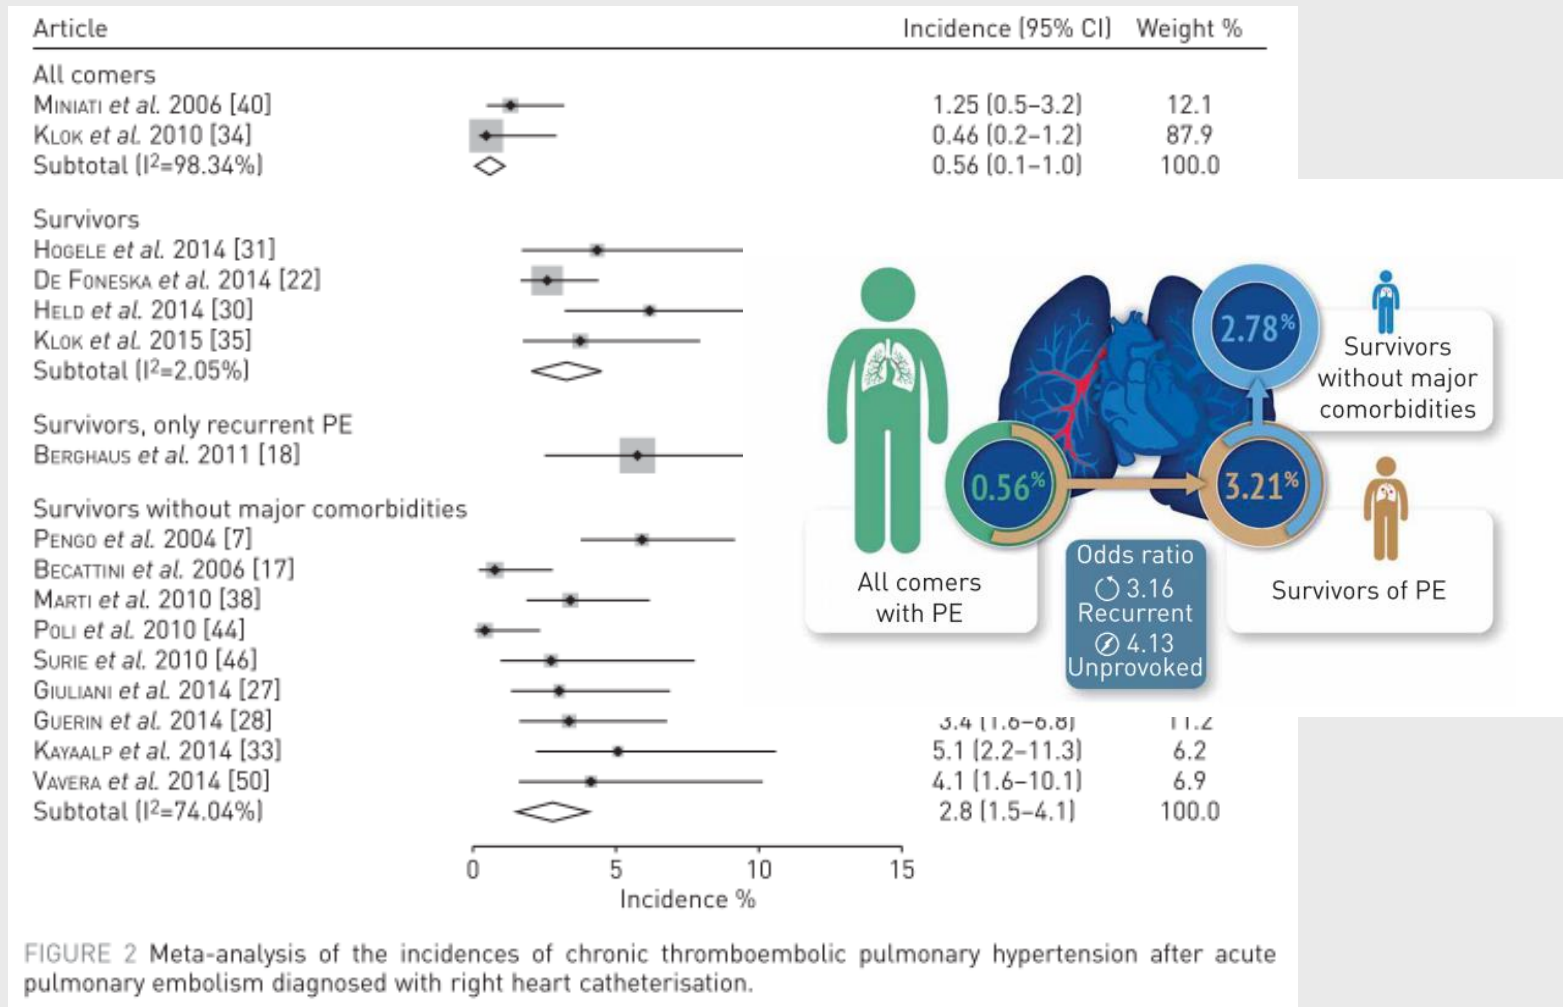 Article Incidence (95% CI) Weight %
All comers
MINIATI et al. 2006 [40] 1.25 (0.5–3.2) 12.1
KLOK et al. 2010 [34] 0.46 (0.2–1.2) 87.9
Subtotal (I²=98.34%) 0.56 (0.1–1.0) 100.0
Survivors
HOGELE et al. 2014 [31]
DE FONESKA et al. 2014 [22]
HELD et al. 2014 [30]
KLOK et al. 2015 [35]
Subtotal (I²=2.05%)
Survivors, only recurrent PE
BERGHAUS et al. 2011 [18]
Survivors without major comorbidities
PENGO et al. 2004 [7]
BECATTINI et al. 2006 [17]
MARTI et al. 2010 [38]
POLI et al. 2010 [44]
SURIE et al. 2010 [46]
GIULIANI et al. 2014 [27]
GUERIN et al. 2014 [28] 3.4 (1.6–6.8) 11.2
KAYAALP et al. 2014 [33] 5.1 (2.2–11.3) 6.2
VAVERA et al. 2014 [50] 4.1 (1.6–10.1) 6.9
Subtotal (I²=74.04%) 2.8 (1.5–4.1) 100.0
0 5 10 15
Incidence %
2.78%
Survivors
without major
comorbidities
0.56%
3.21%
All comers
with PE
Odds ratio
3.16
Recurrent
4.13
Unprovoked
Survivors of PE
FIGURE 2 Meta-analysis of the incidences of chronic thromboembolic pulmonary hypertension after acute
pulmonary embolism diagnosed with right heart catheterisation.